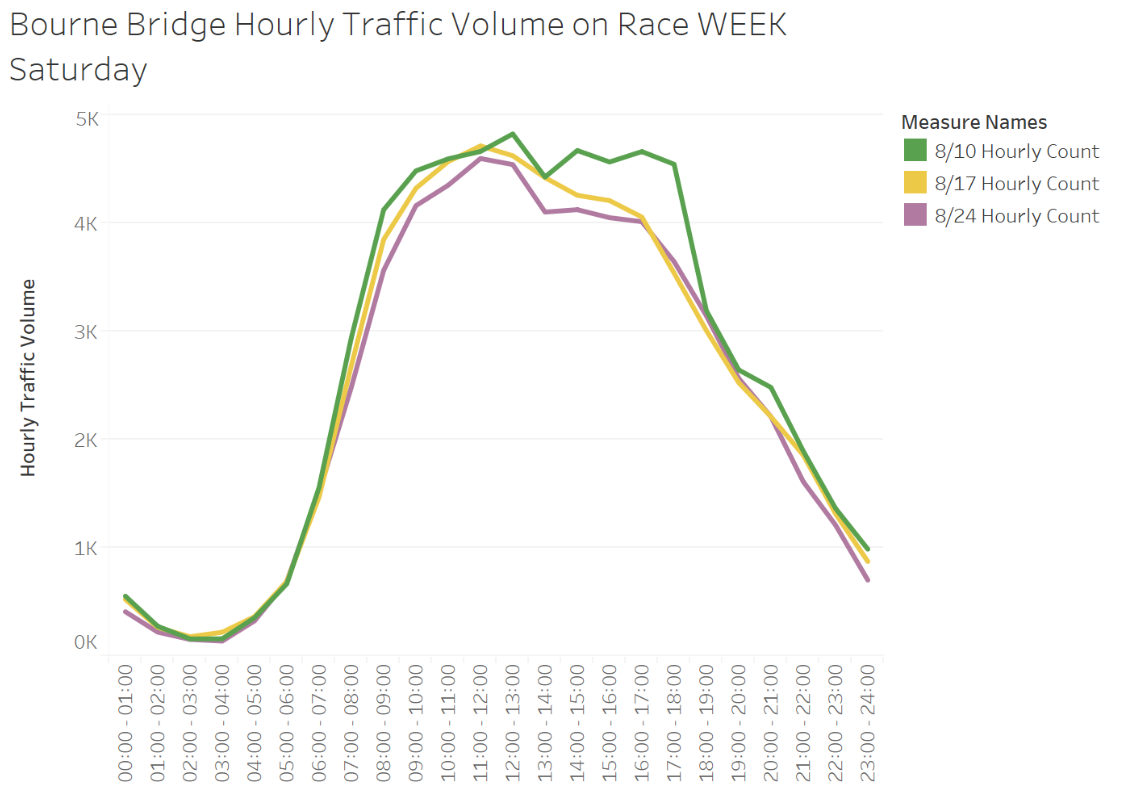 Bourne Bridge Hourly Traffic Volume on Race WEEK
Saturday
Measure Names
8/10 Hourly Count
8/17 Hourly Count
8/24 Hourly Count
Hourly Traffic Volume
5K
4K
3K
2K
1K
0K
00:00 - 01:00
01:00 - 02:00
02:00 - 03:00
03:00 - 04:00
04:00 - 05:00
05:00 - 06:00
06:00 - 07:00
07:00 - 08:00
08:00 - 09:00
09:00 - 10:00
10:00 - 11:00
11:00 - 12:00
12:00 - 13:00
13:00 - 14:00
14:00 - 15:00
15:00 - 16:00
16:00 - 17:00
17:00 - 18:00
18:00 - 19:00
19:00 - 20:00
20:00 - 21:00
21:00 - 22:00
22:00 - 23:00
23:00 - 24:00